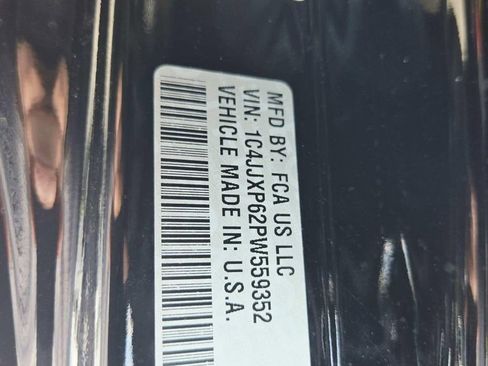 MFD BY: FCA US LLC
VIN: 1C4JJXP62PW559352
VEHICLE MADE IN: U.S.A.